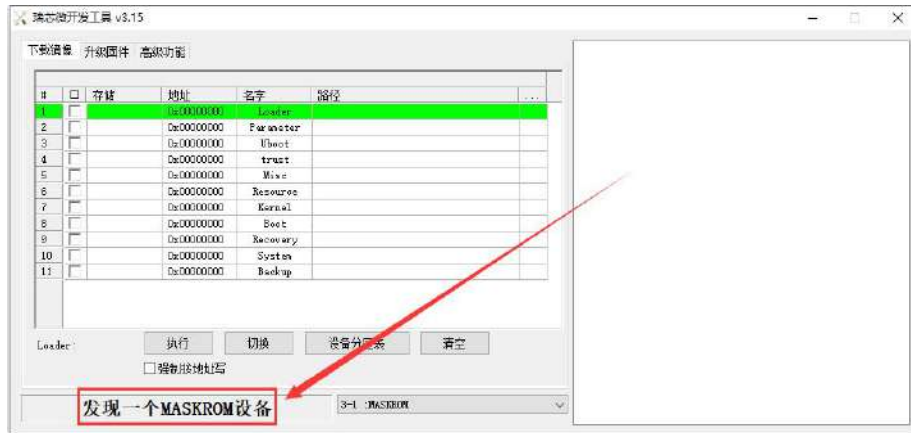 瑞芯微开发工具 v3.15
下载镜像 升级固件 高级功能
# 存储 地址 名字 路径 ...
1 0x00000000 Loader
2 0x00000000 Parameter
3 0x00000000 Uboot
4 0x00000000 trust
5 0x00000000 Misc
6 0x00000000 Resource
7 0x00000000 Kernel
8 0x00000000 Boot
9 0x00000000 Recovery
10 0x00000000 System
11 0x00000000 Backup
Loader: 执行 切换 设备分区表 清空
强制按地址写
发现一个MASKROM设备 3-1 :MASKROM